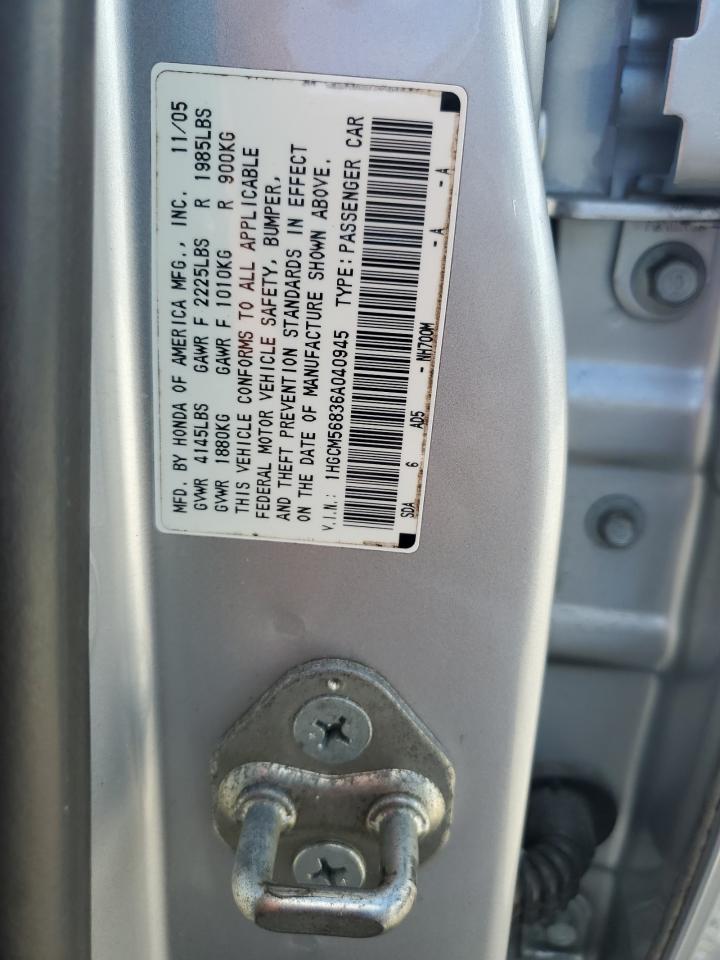 MFD. BY HONDA OF AMERICA MFG., INC. 11/05
GVWR 4145LBS GAWR F 2225LBS R 1985LBS
GVWR 1880KG GAWR F 1010KG R 900KG
THIS VEHICLE CONFORMS TO ALL APPLICABLE
FEDERAL MOTOR VEHICLE SAFETY, BUMPER,
AND THEFT PREVENTION STANDARDS IN EFFECT
ON THE DATE OF MANUFACTURE SHOWN ABOVE.
V.I.N.: 1HGCM56836A040945 TYPE: PASSENGER CAR
SDA 6 AD5 - NH700M - A - A